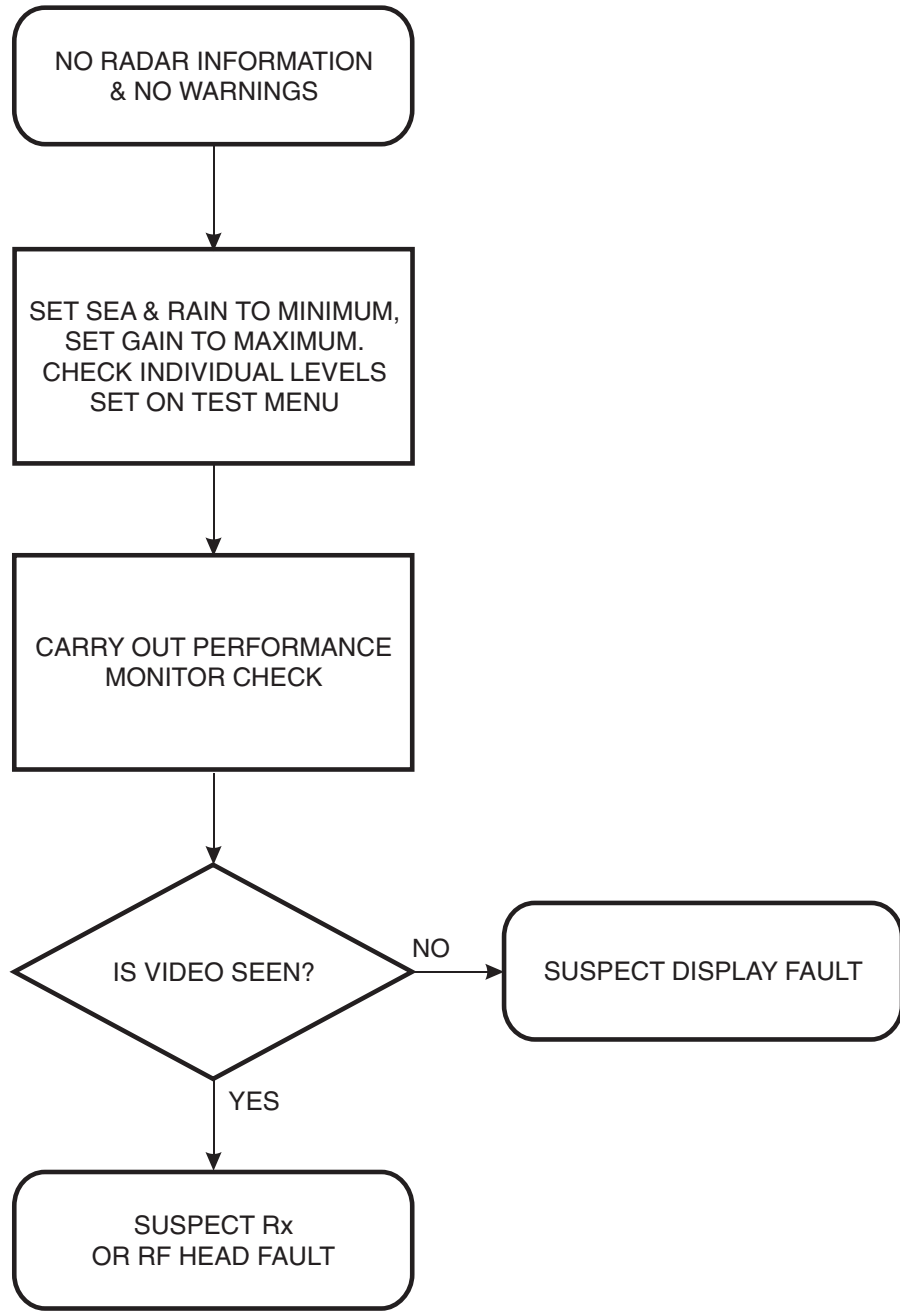 NO RADAR INFORMATION
& NO WARNINGS
SET SEA & RAIN TO MINIMUM,
SET GAIN TO MAXIMUM.
CHECK INDIVIDUAL LEVELS
SET ON TEST MENU
CARRY OUT PERFORMANCE
MONITOR CHECK
IS VIDEO SEEN?
NO
SUSPECT DISPLAY FAULT
YES
SUSPECT Rx
OR RF HEAD FAULT